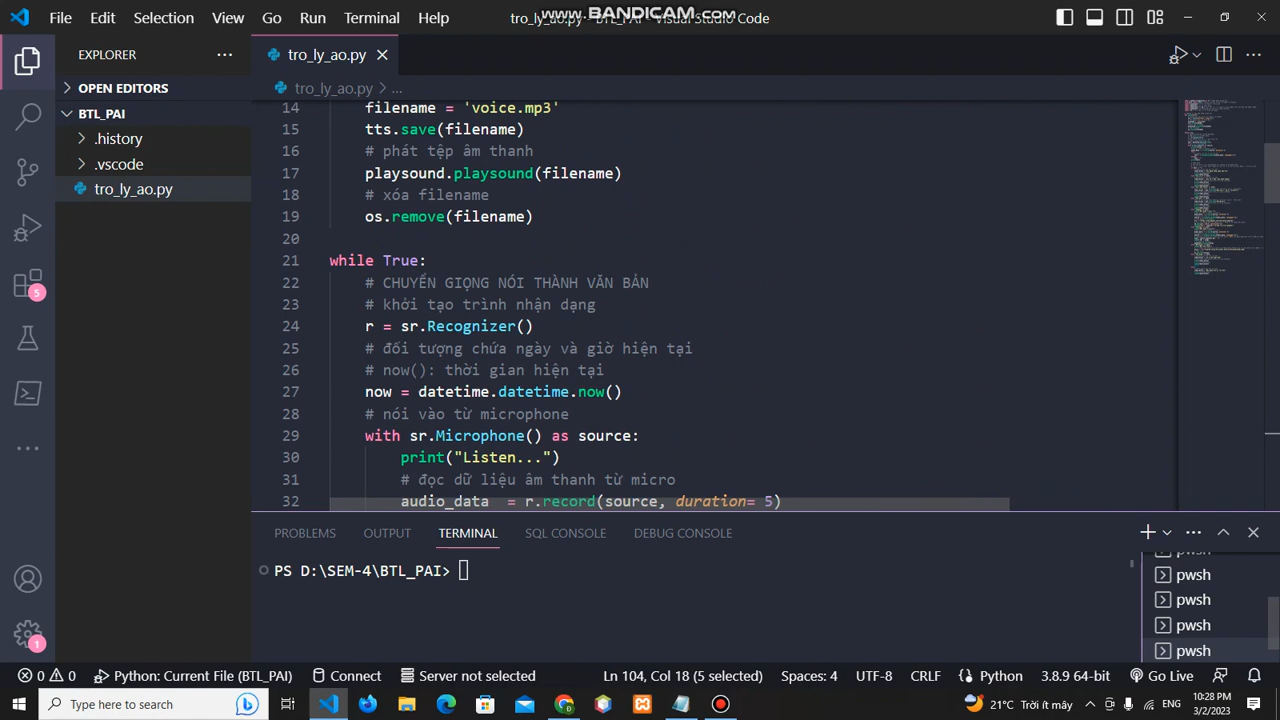 File Edit Selection View Go Run Terminal Help
tro_ly_ao.py - BTL_PAI - Visual Studio Code
www.BANDICAM.com
EXPLORER
OPEN EDITORS
BTL_PAI
.history
.vscode
tro_ly_ao.py
5
1
tro_ly_ao.py
tro_ly_ao.py > ...
14 filename = 'voice.mp3'
15 tts.save(filename)
16 # phát tệp âm thanh
17 playsound.playsound(filename)
18 # xóa filename
19 os.remove(filename)
20
21 while True:
22 # CHUYỂN GIỌNG NÓI THÀNH VĂN BẢN
23 # khởi tạo trình nhận dạng
24 r = sr.Recognizer()
25 # đối tượng chứa ngày và giờ hiện tại
26 # now(): thời gian hiện tại
27 now = datetime.datetime.now()
28 # nói vào từ microphone
29 with sr.Microphone() as source:
30 print("Listen...")
31 # đọc dữ liệu âm thanh từ micro
32 audio_data = r.record(source, duration= 5)
PROBLEMS OUTPUT TERMINAL SQL CONSOLE DEBUG CONSOLE
PS D:\SEM-4\BTL_PAI>
pwsh
pwsh
pwsh
pwsh
pwsh
0 0 Python: Current File (BTL_PAI) Connect Server not selected Ln 104, Col 18 (5 selected) Spaces: 4 UTF-8 CRLF Python 3.8.9 64-bit Go Live
Type here to search
21°C Trời ít mây
ENG
10:28 PM
3/2/2023